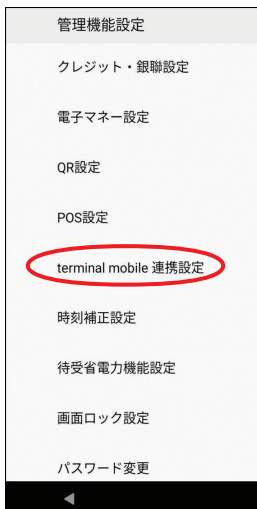 管理機能設定
クレジット・銀聯設定
電子マネー設定
QR設定
POS設定
terminal mobile 連携設定
時刻補正設定
待受省電力機能設定
画面ロック設定
パスワード変更